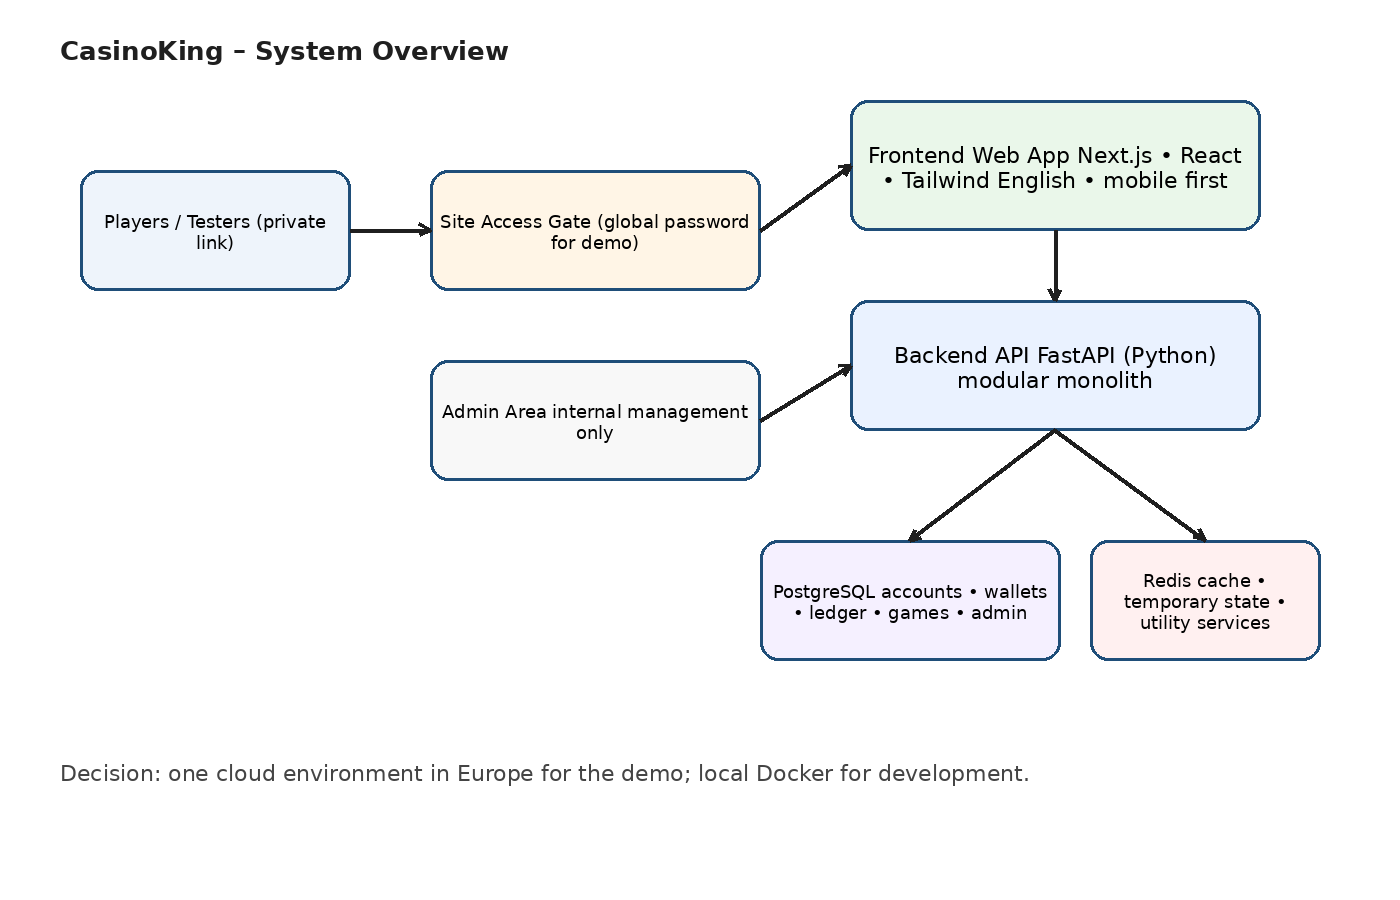 CasinoKing – System Overview
Frontend Web App Next.js • React
• Tailwind English • mobile first
Players / Testers (private
link)
Site Access Gate (global password
for demo)
Backend API FastAPI (Python)
modular monolith
Admin Area internal management
only
PostgreSQL accounts • wallets
• ledger • games • admin
Redis cache •
temporary state •
utility services
Decision: one cloud environment in Europe for the demo; local Docker for development.